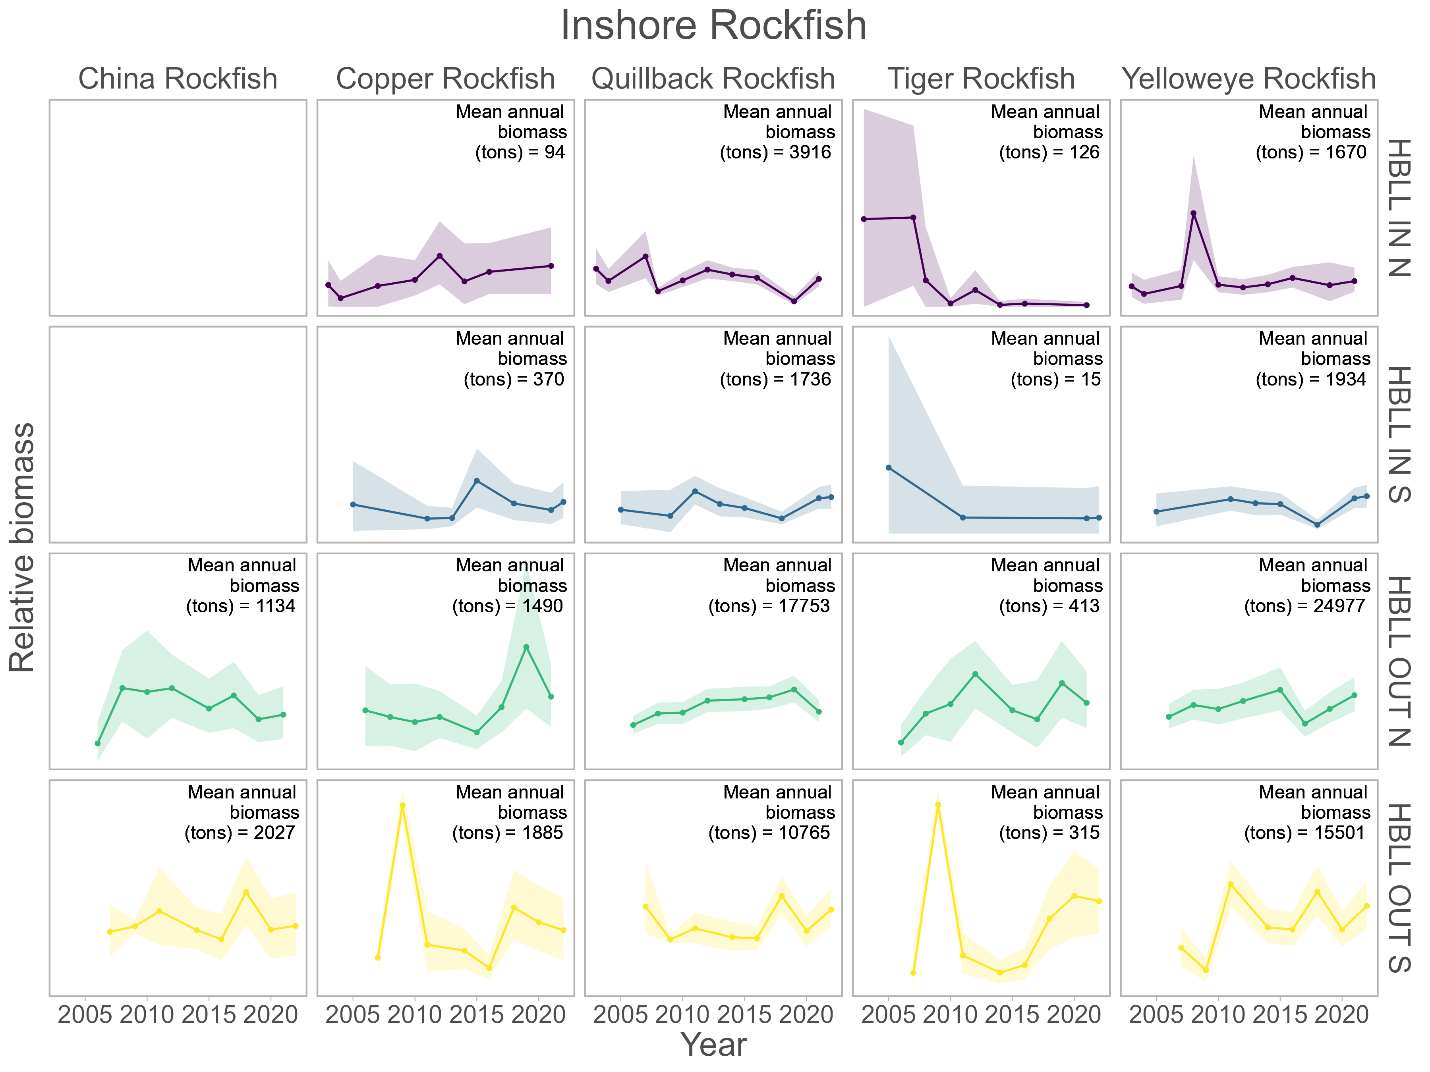 Inshore Rockfish
China Rockfish
Copper Rockfish
Quillback Rockfish
Tiger Rockfish
Yelloweye Rockfish
Mean annual
biomass
(tons) = 94
Mean annual
biomass
(tons) = 3916
Mean annual
biomass
(tons) = 126
Mean annual
biomass
(tons) = 1670
HBLL IN N
Mean annual
biomass
(tons) = 370
Mean annual
biomass
(tons) = 1736
Mean annual
biomass
(tons) = 15
Mean annual
biomass
(tons) = 1934
HBLL IN S
Relative biomass
Mean annual
biomass
(tons) = 1134
Mean annual
biomass
(tons) = 1490
Mean annual
biomass
(tons) = 17753
Mean annual
biomass
(tons) = 413
Mean annual
biomass
(tons) = 24977
HBLL OUT N
Mean annual
biomass
(tons) = 2027
Mean annual
biomass
(tons) = 1885
Mean annual
biomass
(tons) = 10765
Mean annual
biomass
(tons) = 315
Mean annual
biomass
(tons) = 15501
HBLL OUT S
2005 2010 2015 2020
2005 2010 2015 2020
2005 2010 2015 2020
2005 2010 2015 2020
2005 2010 2015 2020
Year